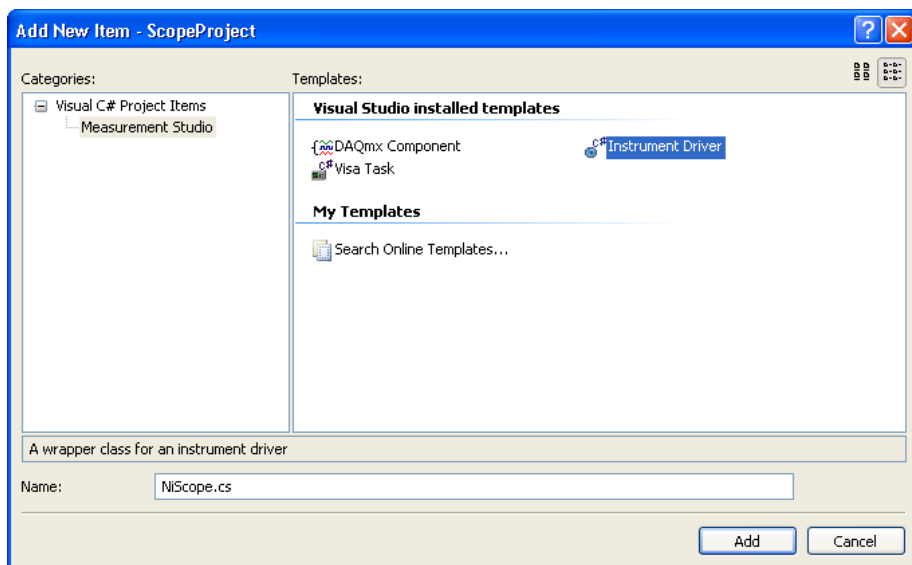 Add New Item - ScopeProject
Categories:
Templates:
Visual C# Project Items
Measurement Studio
Visual Studio installed templates
DAQmx Component
Instrument Driver
Visa Task
My Templates
Search Online Templates...
A wrapper class for an instrument driver
Name:
NiScope.cs
Add
Cancel